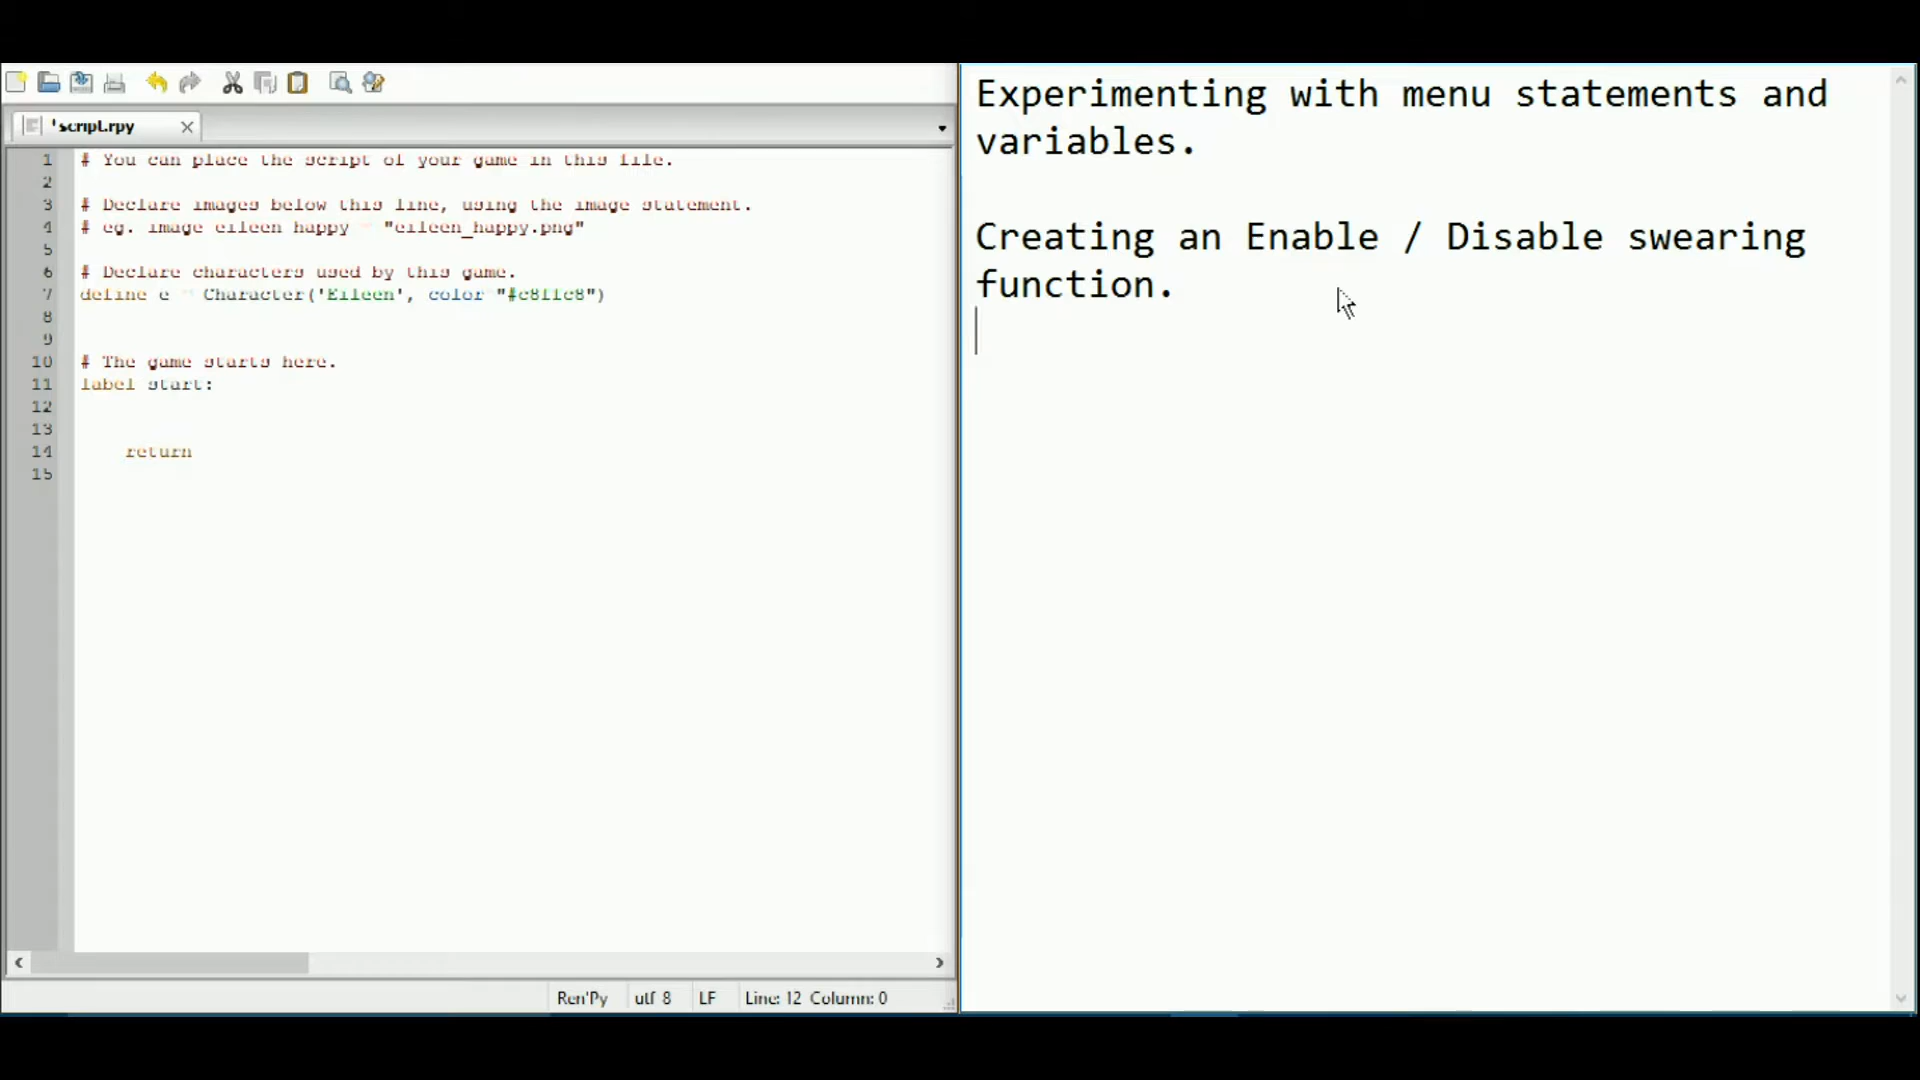 *script.rpy
1 # You can place the script of your game in this file.
2
3 # Declare images below this line, using the image statement.
4 # eg. image eileen happy = "eileen_happy.png"
5
6 # Declare characters used by this game.
7 define e = Character('Eileen', color="#c8ffc8")
8
9
10 # The game starts here.
11 label start:
12
13
14 return
15
Ren'Py utf-8 LF Line: 12 Column: 0
Experimenting with menu statements and
variables.
Creating an Enable / Disable swearing
function.